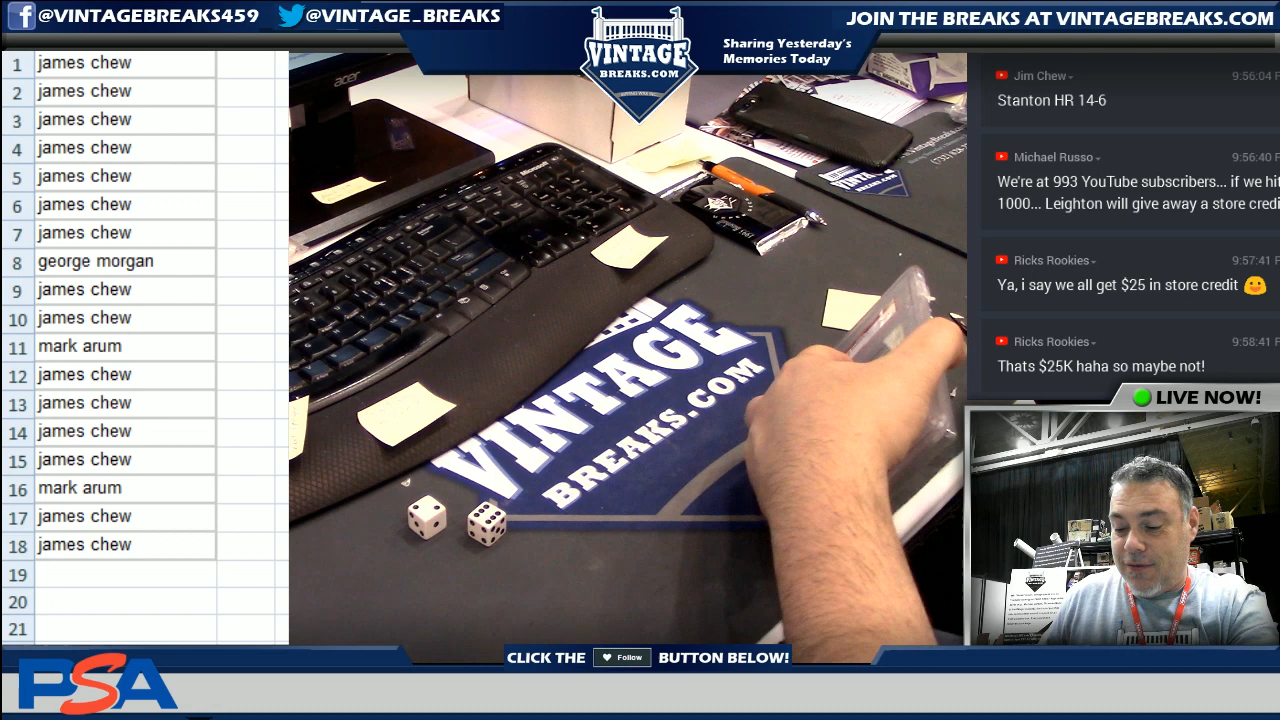 @VINTAGEBREAKS459
@VINTAGE_BREAKS
VINTAGE
BREAKS.COM
Sharing Yesterday's
Memories Today
JOIN THE BREAKS AT VINTAGEBREAKS.COM
1 james chew
2 james chew
3 james chew
4 james chew
5 james chew
6 james chew
7 james chew
8 george morgan
9 james chew
10 james chew
11 mark arum
12 james chew
13 james chew
14 james chew
15 james chew
16 mark arum
17 james chew
18 james chew
19
20
21
acer
Microsoft
VINTAGE
BREAKS.COM
Jim Chew 9:56:04 P
Stanton HR 14-6
Michael Russo 9:56:40 P
We're at 993 YouTube subscribers... if we hit
1000... Leighton will give away a store credi
Ricks Rookies 9:57:41 P
Ya, i say we all get $25 in store credit
Ricks Rookies 9:58:41 P
Thats $25K haha so maybe not!
LIVE NOW!
CLICK THE Follow BUTTON BELOW!
PSA